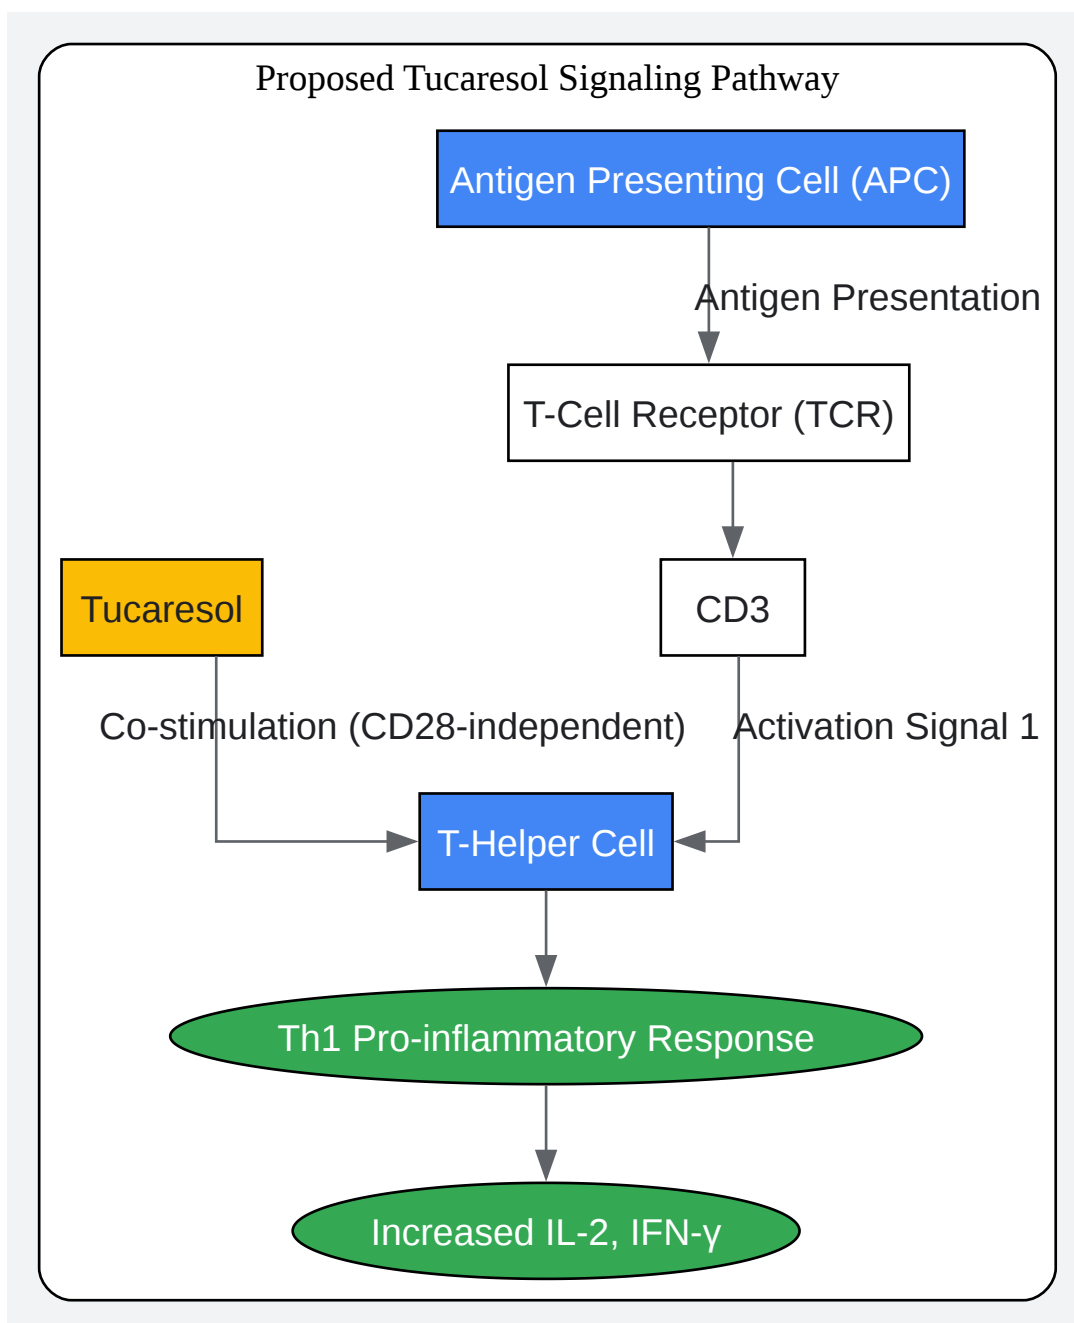 Proposed Tucaresol Signaling Pathway
Antigen Presenting Cell (APC)
Antigen Presentation
T-Cell Receptor (TCR)
Tucaresol
CD3
Co-stimulation (CD28-independent)
Activation Signal 1
T-Helper Cell
Th1 Pro-inflammatory Response
Increased IL-2, IFN-γ